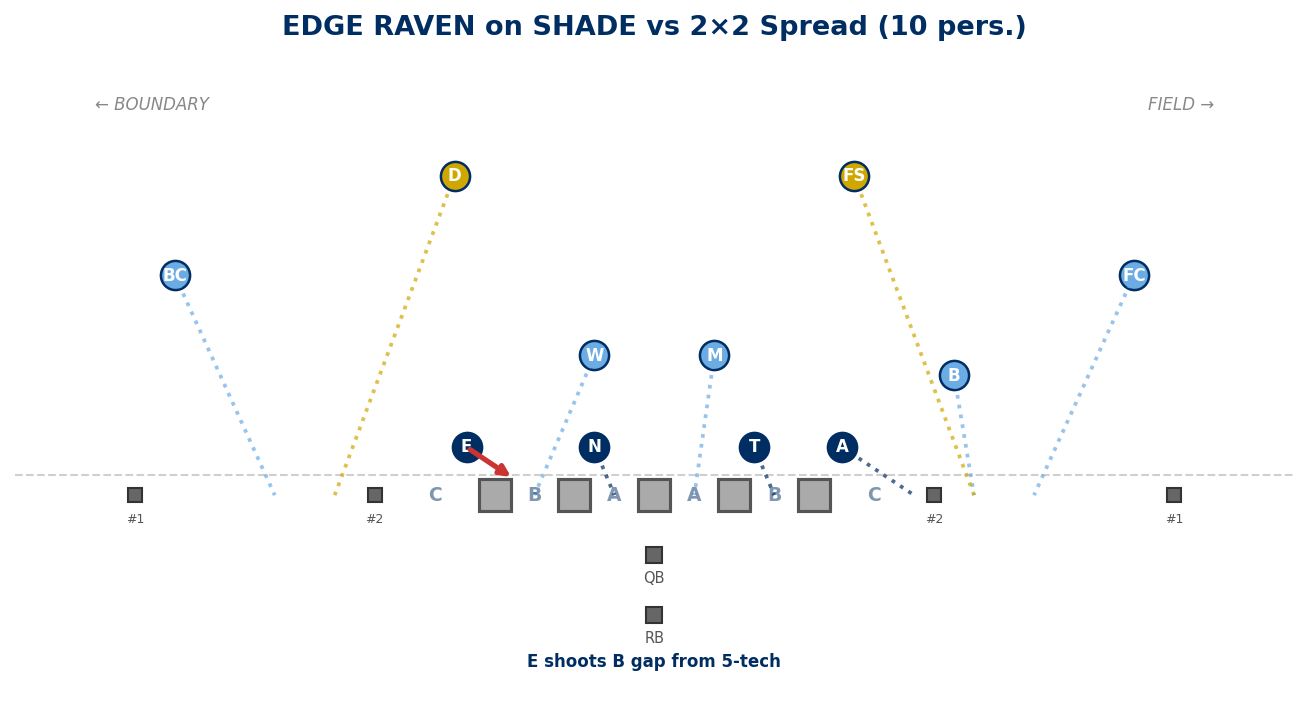 EDGE RAVEN on SHADE vs 2×2 Spread (10 pers.)
← BOUNDARY
FIELD →
D
FS
BC
FC
W
M
B
E
N
T
A
C
B
A
A
B
C
#1
#2
#2
#1
QB
RB
E shoots B gap from 5-tech